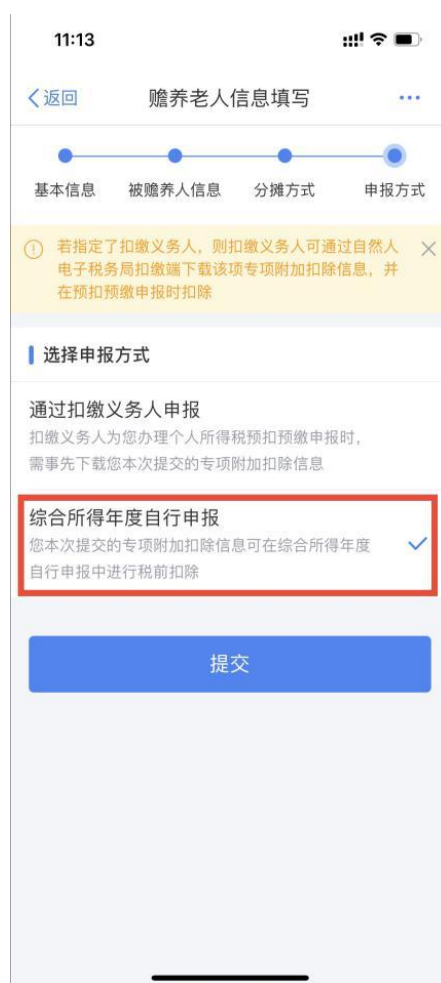 11:13
返回
赡养老人信息填写
基本信息
被赡养人信息
分摊方式
申报方式
若指定了扣缴义务人，则扣缴义务人可通过自然人
电子税务局扣缴端下载该项专项附加扣除信息，并
在预扣预缴申报时扣除
选择申报方式
通过扣缴义务人申报
扣缴义务人为您办理个人所得税预扣预缴申报时，
需事先下载您本次提交的专项附加扣除信息
综合所得年度自行申报
您本次提交的专项附加扣除信息可在综合所得年度
自行申报中进行税前扣除
提交